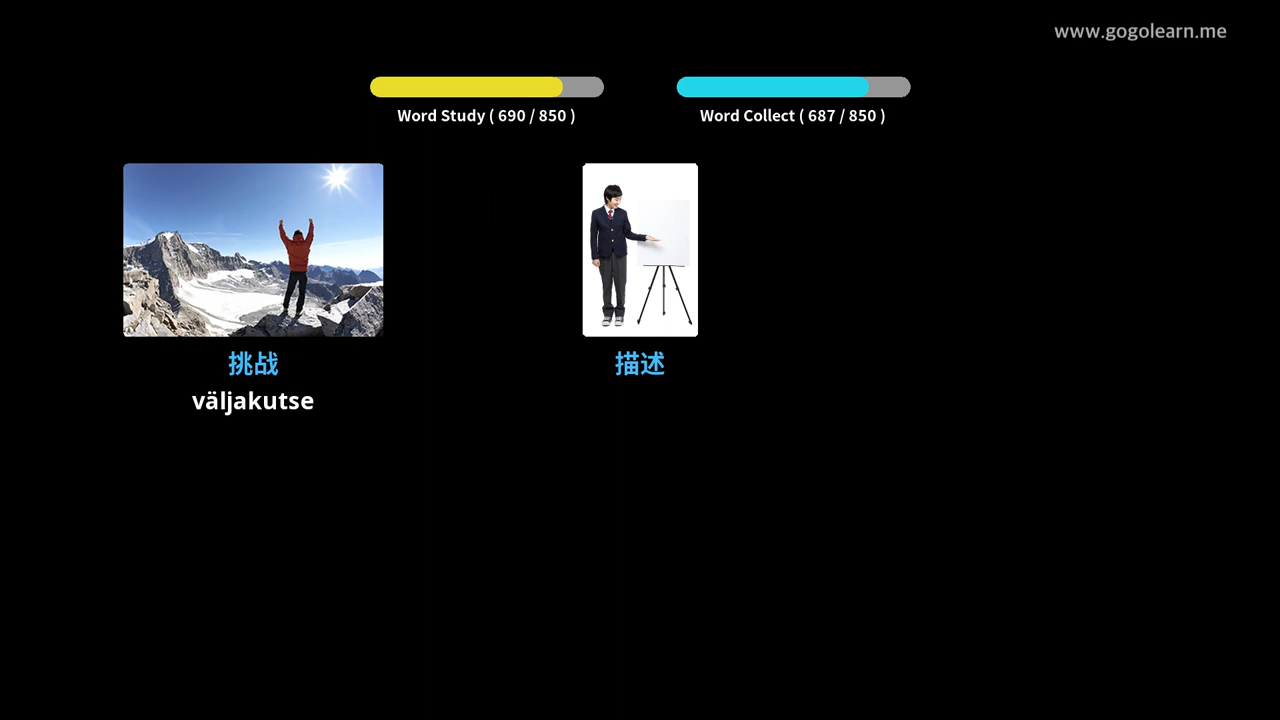 www.gogolearn.me
Word Study ( 690 / 850 )
Word Collect ( 687 / 850 )
挑战
描述
väljakutse